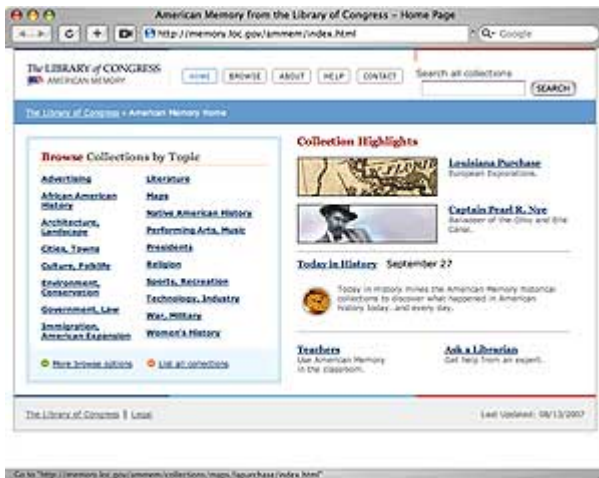 American Memory from the Library of Congress – Home Page
http://memory.loc.gov/ammem/index.html
Google
The LIBRARY of CONGRESS
AMERICAN MEMORY
HOME
BROWSE
ABOUT
HELP
CONTACT
Search all collections
SEARCH
The Library of Congress » American Memory Home
Browse Collections by Topic
Advertising
African American
History
Architecture,
Landscape
Cities, Towns
Culture, Folklife
Environment,
Conservation
Government, Law
Immigration,
American Expansion
Literature
Maps
Native American History
Performing Arts, Music
Presidents
Religion
Sports, Recreation
Technology, Industry
War, Military
Women's History
More browse options
List all collections
Collection Highlights
FLORID
Louisiana Purchase
European Explorations.
Captain Pearl R. Nye
Balladeer of the Ohio and Erie
Canal.
Today in History September 27
Today in History mines the American Memory historical
collections to discover what happened in American
history today...and every day.
Teachers
Use American Memory
in the classroom.
Ask a Librarian
Get help from an expert.
The Library of Congress | Legal
Last Updated: 08/13/2007
Go to "http://memory.loc.gov/ammem/collections/maps/lapurchase/index.html"